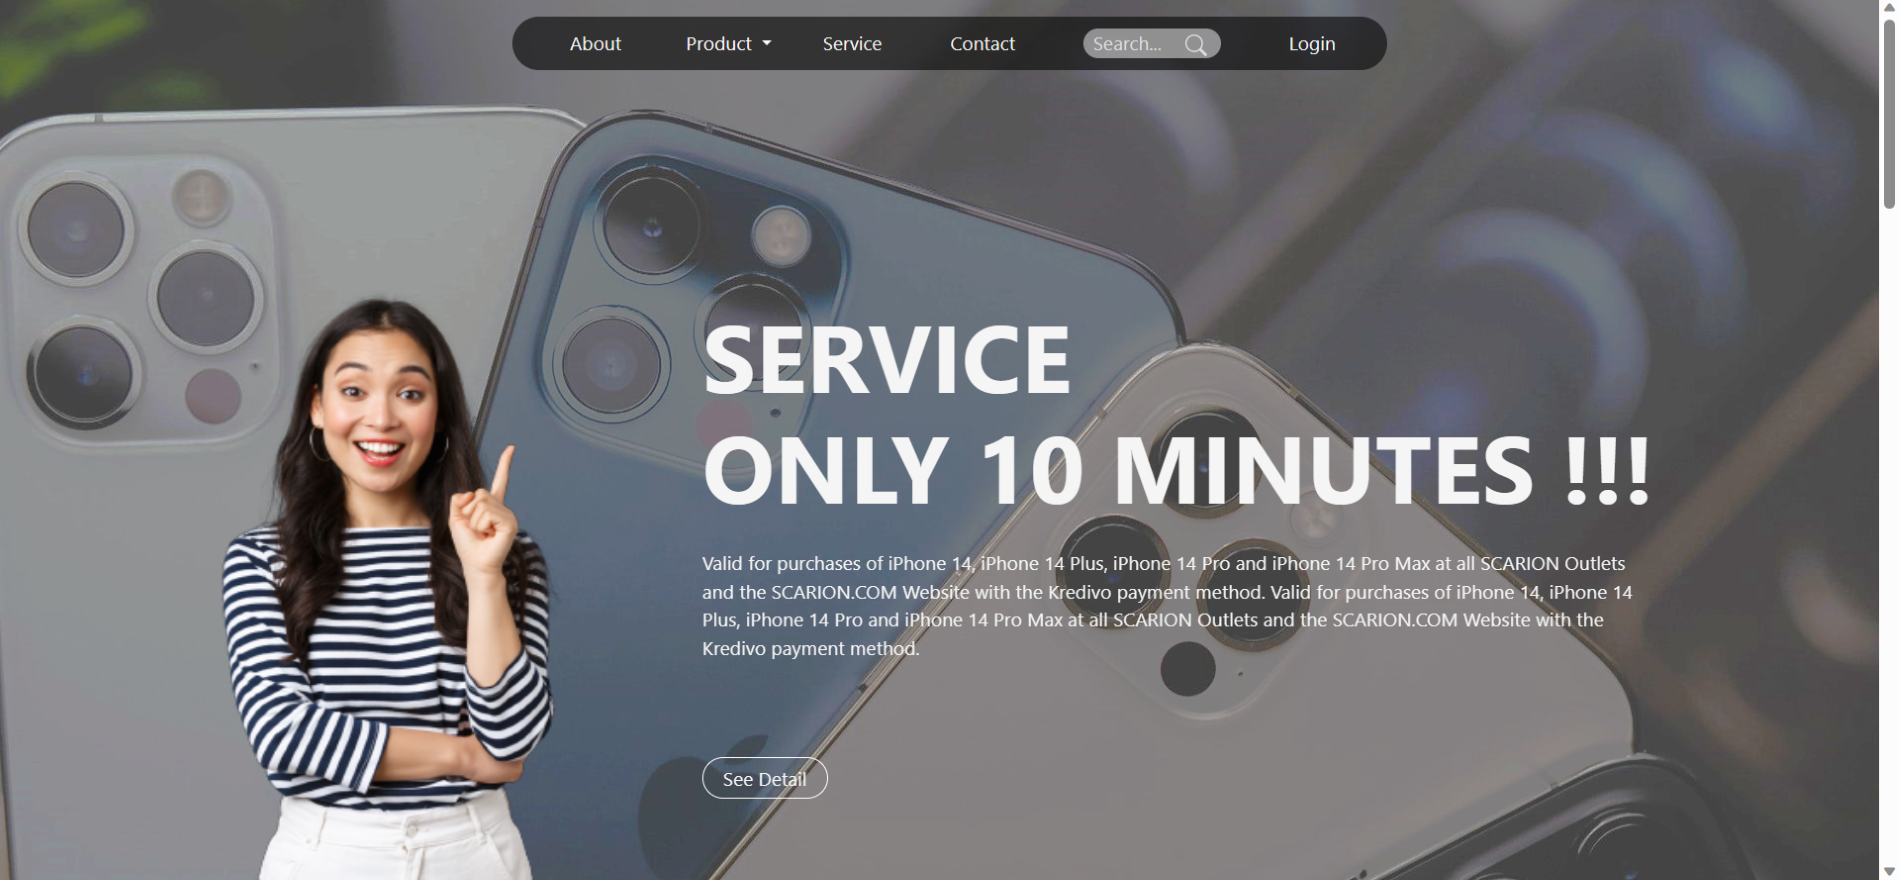 About Product Service Contact Search... Login
SERVICE
ONLY 10 MINUTES !!!
Valid for purchases of iPhone 14, iPhone 14 Plus, iPhone 14 Pro and iPhone 14 Pro Max at all SCARION Outlets
and the SCARION.COM Website with the Kredivo payment method. Valid for purchases of iPhone 14, iPhone 14
Plus, iPhone 14 Pro and iPhone 14 Pro Max at all SCARION Outlets and the SCARION.COM Website with the
Kredivo payment method.
See Detail